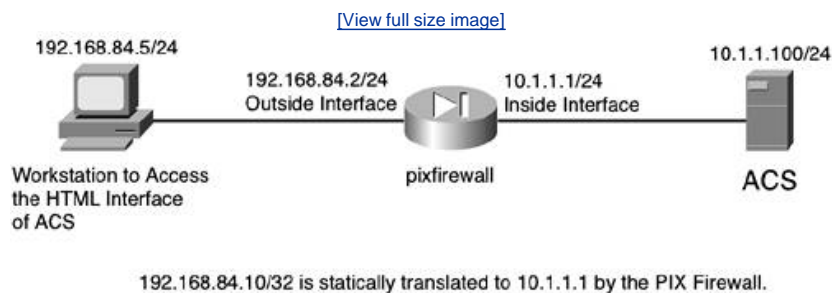 [View full size image]
192.168.84.5/24
10.1.1.100/24
192.168.84.2/24
Outside Interface
10.1.1.1/24
Inside Interface
Workstation to Access
the HTML Interface
of ACS
pixfirewall
ACS
192.168.84.10/32 is statically translated to 10.1.1.1 by the PIX Firewall.